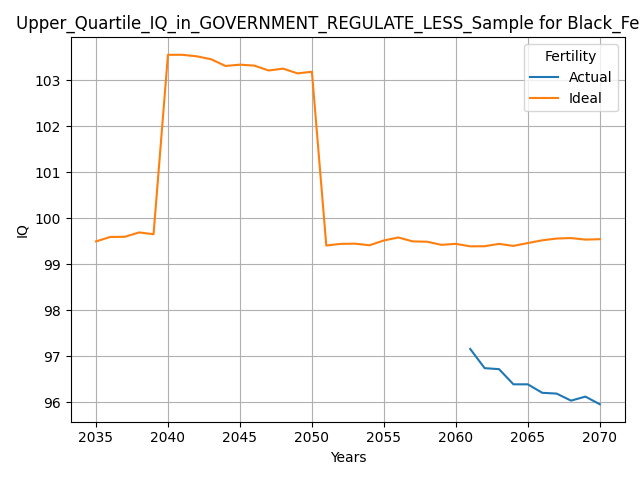 Upper_Quartile_IQ_in_GOVERNMENT_REGULATE_LESS_Sample for Black_Fe
Fertility
Actual
Ideal
IQ
103
102
101
100
99
98
97
96
2035 2040 2045 2050 2055 2060 2065 2070
Years